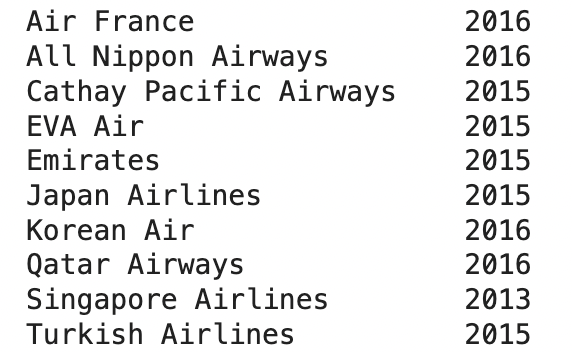 Air France 2016
All Nippon Airways 2016
Cathay Pacific Airways 2015
EVA Air 2015
Emirates 2015
Japan Airlines 2015
Korean Air 2016
Qatar Airways 2016
Singapore Airlines 2013
Turkish Airlines 2015